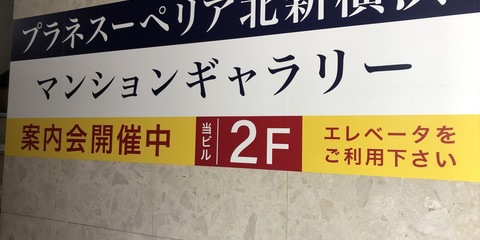 プラネスーペリア北新横浜
マンションギャラリー
案内会開催中
当ビル
2F
エレベータを
ご利用下さい